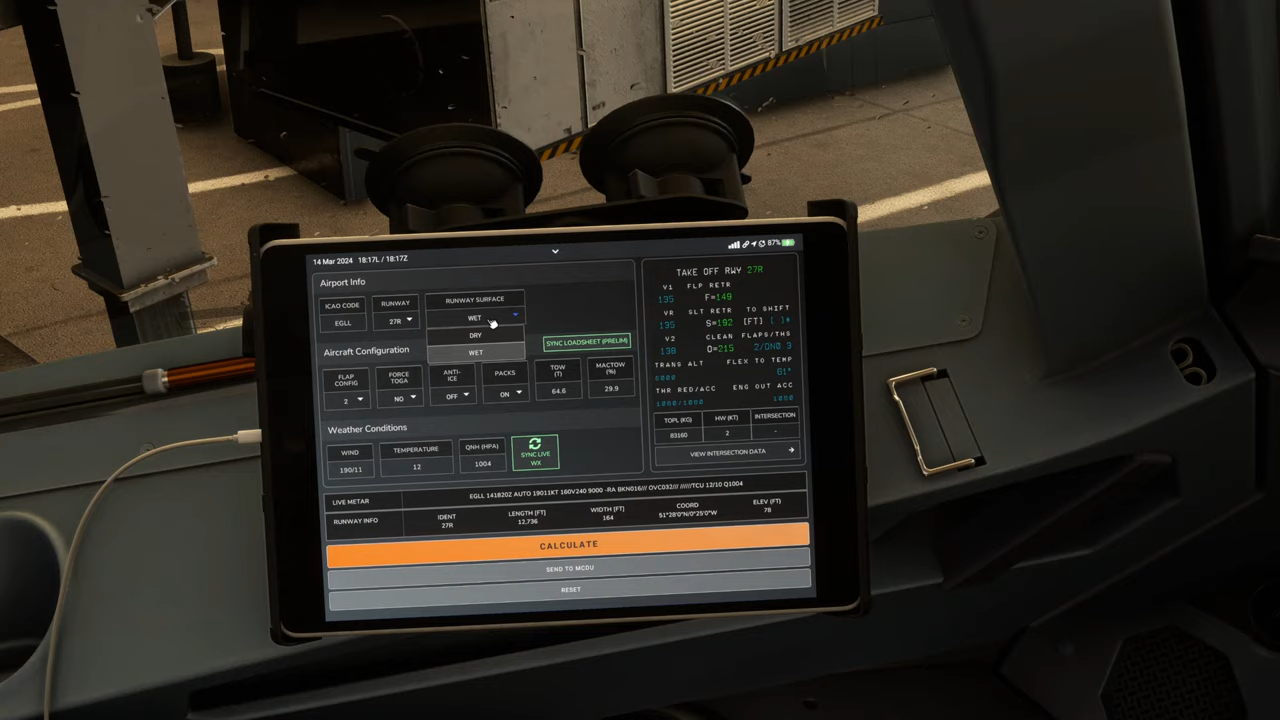 14 Mar 2024 18:17L / 18:17Z
87%
Airport Info
ICAO CODE
EGLL
RUNWAY
27R
RUNWAY SURFACE
WET
DRY
WET
SYNC LOADSHEET (PRELIM)
Aircraft Configuration
FLAP CONFIG
2
FORCE TOGA
NO
ANTI-ICE
OFF
PACKS
ON
TOW (T)
64.6
MACTOW (%)
29.9
Weather Conditions
WIND
190/11
TEMPERATURE
12
QNH (HPA)
1004
SYNC LIVE WX
TAKE OFF RWY 27R
V1 FLP RETR
135 F=149
VR SLT RETR TO SHIFT
135 S=192 [FT] [ ]*
V2 CLEAN FLAPS/THS
138 O=215 2/DN0.3
TRANS ALT FLEX TO TEMP
6000 61°
THR RED/ACC ENG OUT ACC
1080/1080 1080
TOPL (KG)
83160
HW (KT)
2
INTERSECTION
-
VIEW INTERSECTION DATA
LIVE METAR
EGLL 141820Z AUTO 19011KT 160V240 9000 -RA BKN016/// OVC032/// //////TCU 12/10 Q1004
RUNWAY INFO
IDENT
27R
LENGTH [FT]
12,736
WIDTH [FT]
164
COORD
51°28'0"N/0°25'0"W
ELEV (FT)
78
CALCULATE
SEND TO MCDU
RESET